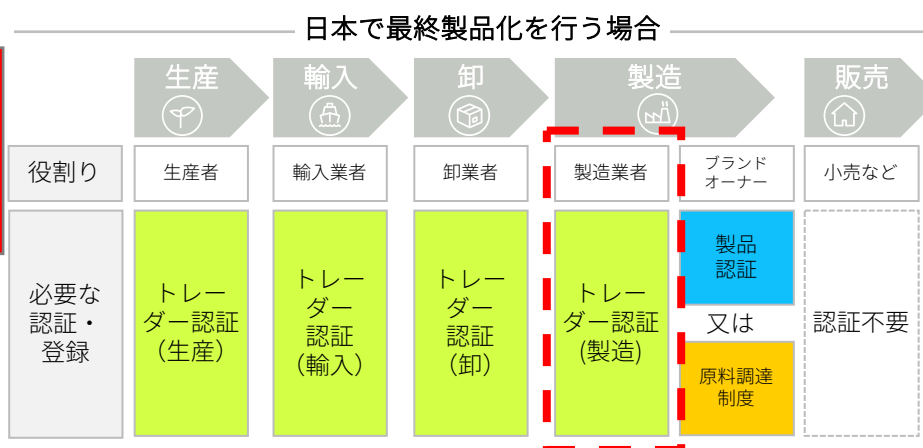 日本で最終製品化を行う場合
生産
輸入
卸
製造
販売
役割り
生産者
輸入業者
卸業者
製造業者
ブランド
オーナー
小売など
必要な
認証・
登録
トレー
ダー認証
（生産）
トレー
ダー
認証
（輸入）
トレー
ダー
認証
（卸）
トレー
ダー認証
(製造)
製品
認証
又は
原料調達
制度
認証不要